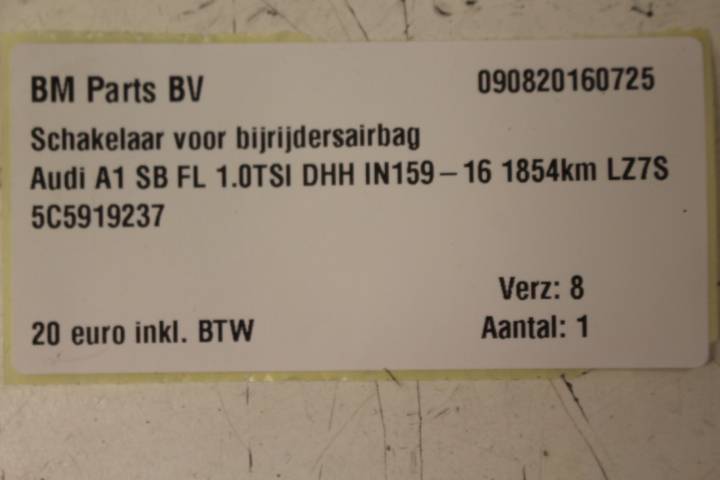 BM Parts BV 090820160725
Schakelaar voor bijrijdersairbag
Audi A1 SB FL 1.0TSI DHH IN159-16 1854km LZ7S
5C5919237
Verz: 8
20 euro inkl. BTW Aantal: 1